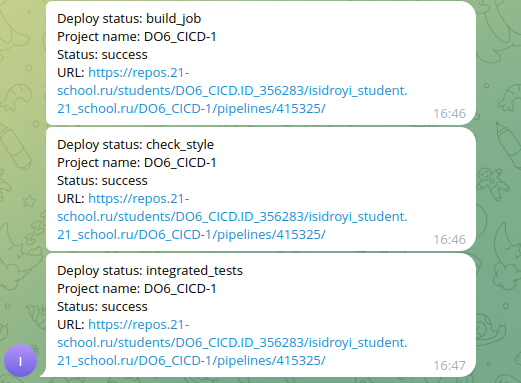 Deploy status: build_job
Project name: DO6_CICD-1
Status: success
URL: https://repos.21-
school.ru/students/DO6_CICD.ID_356283/isidroyi_student.
21_school.ru/DO6_CICD-1/pipelines/415325/
16:46
Deploy status: check_style
Project name: DO6_CICD-1
Status: success
URL: https://repos.21-
school.ru/students/DO6_CICD.ID_356283/isidroyi_student.
21_school.ru/DO6_CICD-1/pipelines/415325/
16:46
Deploy status: integrated_tests
Project name: DO6_CICD-1
Status: success
URL: https://repos.21-
school.ru/students/DO6_CICD.ID_356283/isidroyi_student.
21_school.ru/DO6_CICD-1/pipelines/415325/
16:47
I